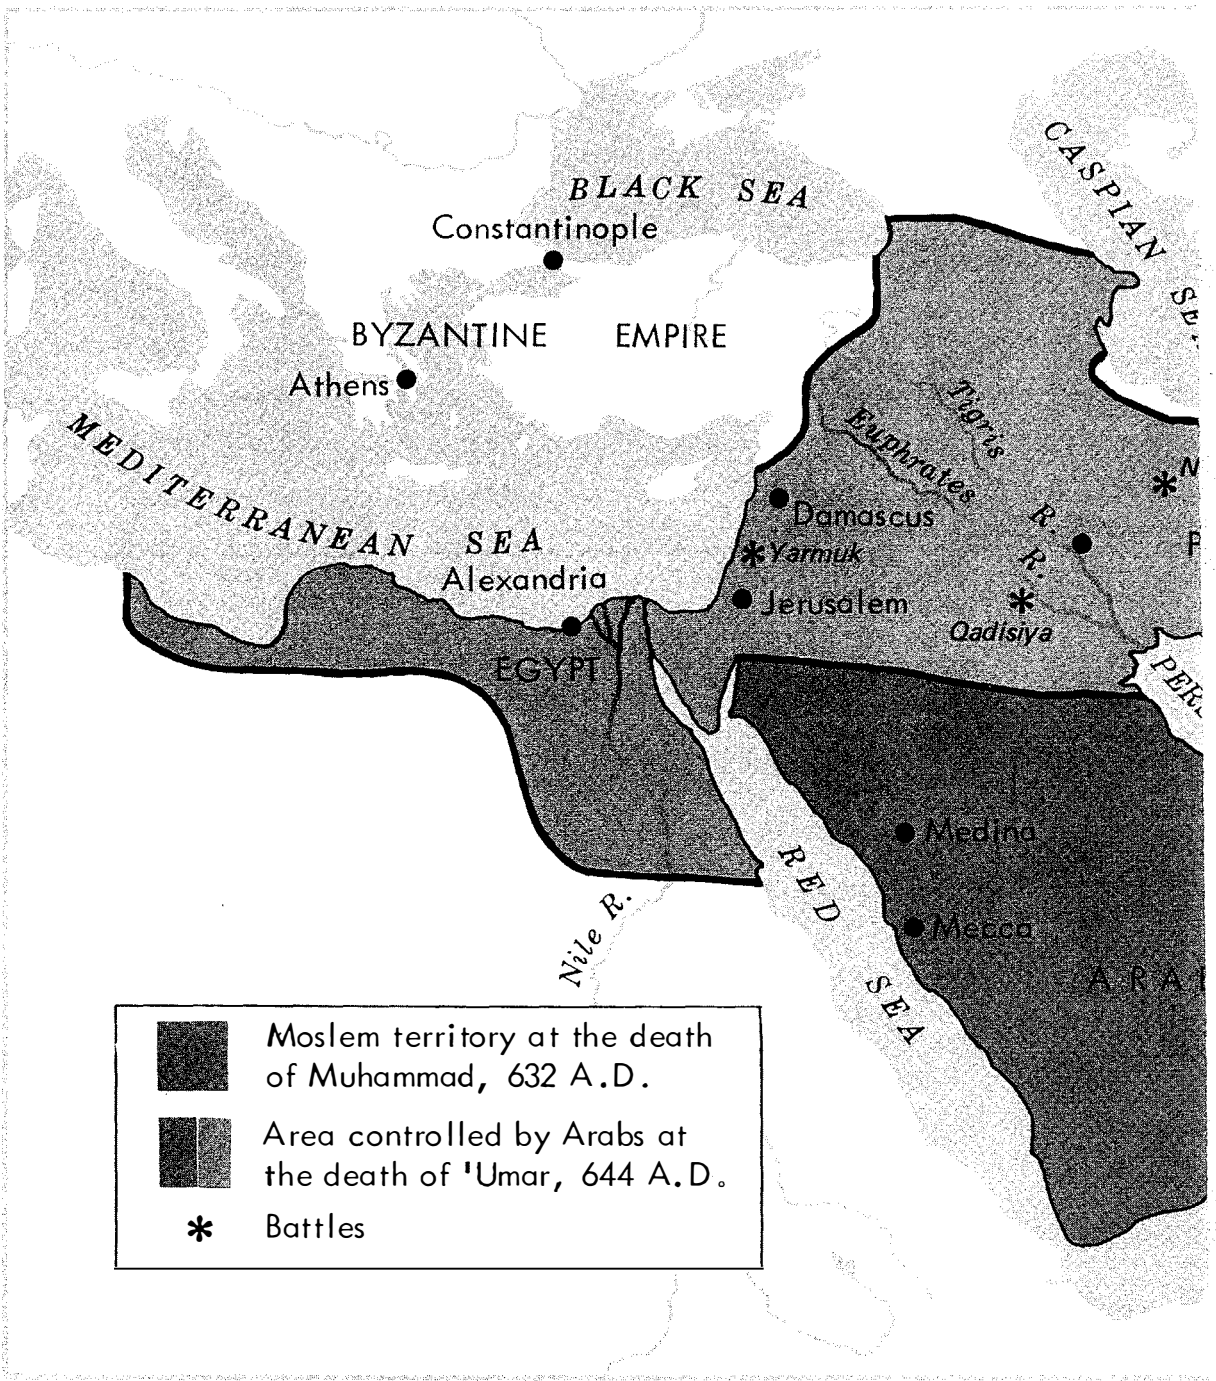 CASPIAN
BLACK SEA
Constantinople
BYZANTINE EMPIRE
Athens
Tigris
Euphrates
MEDITERRANEAN SEA
Damascus
R.
Yarmuk
R.
Alexandria
Jerusalem
Qadisiya
EGYPT
Medina
RED SEA
Mecca
Nile R.
Moslem territory at the death
of Muhammad, 632 A.D.
Area controlled by Arabs at
the death of 'Umar, 644 A.D.
* Battles